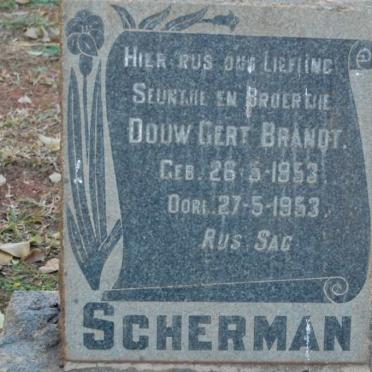 HIER RUS ONS LIEFLING
SEUNTJIE EN BROERTJIE
DOUW GERT BRANDT.
GEB. 26-5-1953
OORL. 27-5-1953.
RUS SAG
SCHERMAN